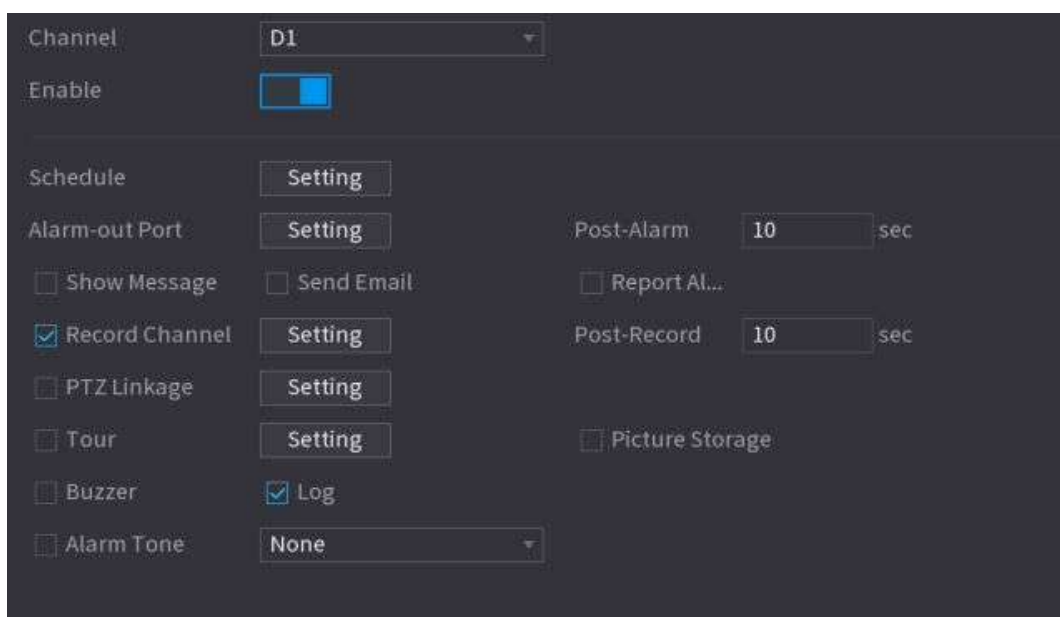 Channel D1
Enable
Schedule Setting
Alarm-out Port Setting Post-Alarm 10 sec
Show Message Send Email Report Al...
Record Channel Setting Post-Record 10 sec
PTZ Linkage Setting
Tour Setting Picture Storage
Buzzer Log
Alarm Tone None